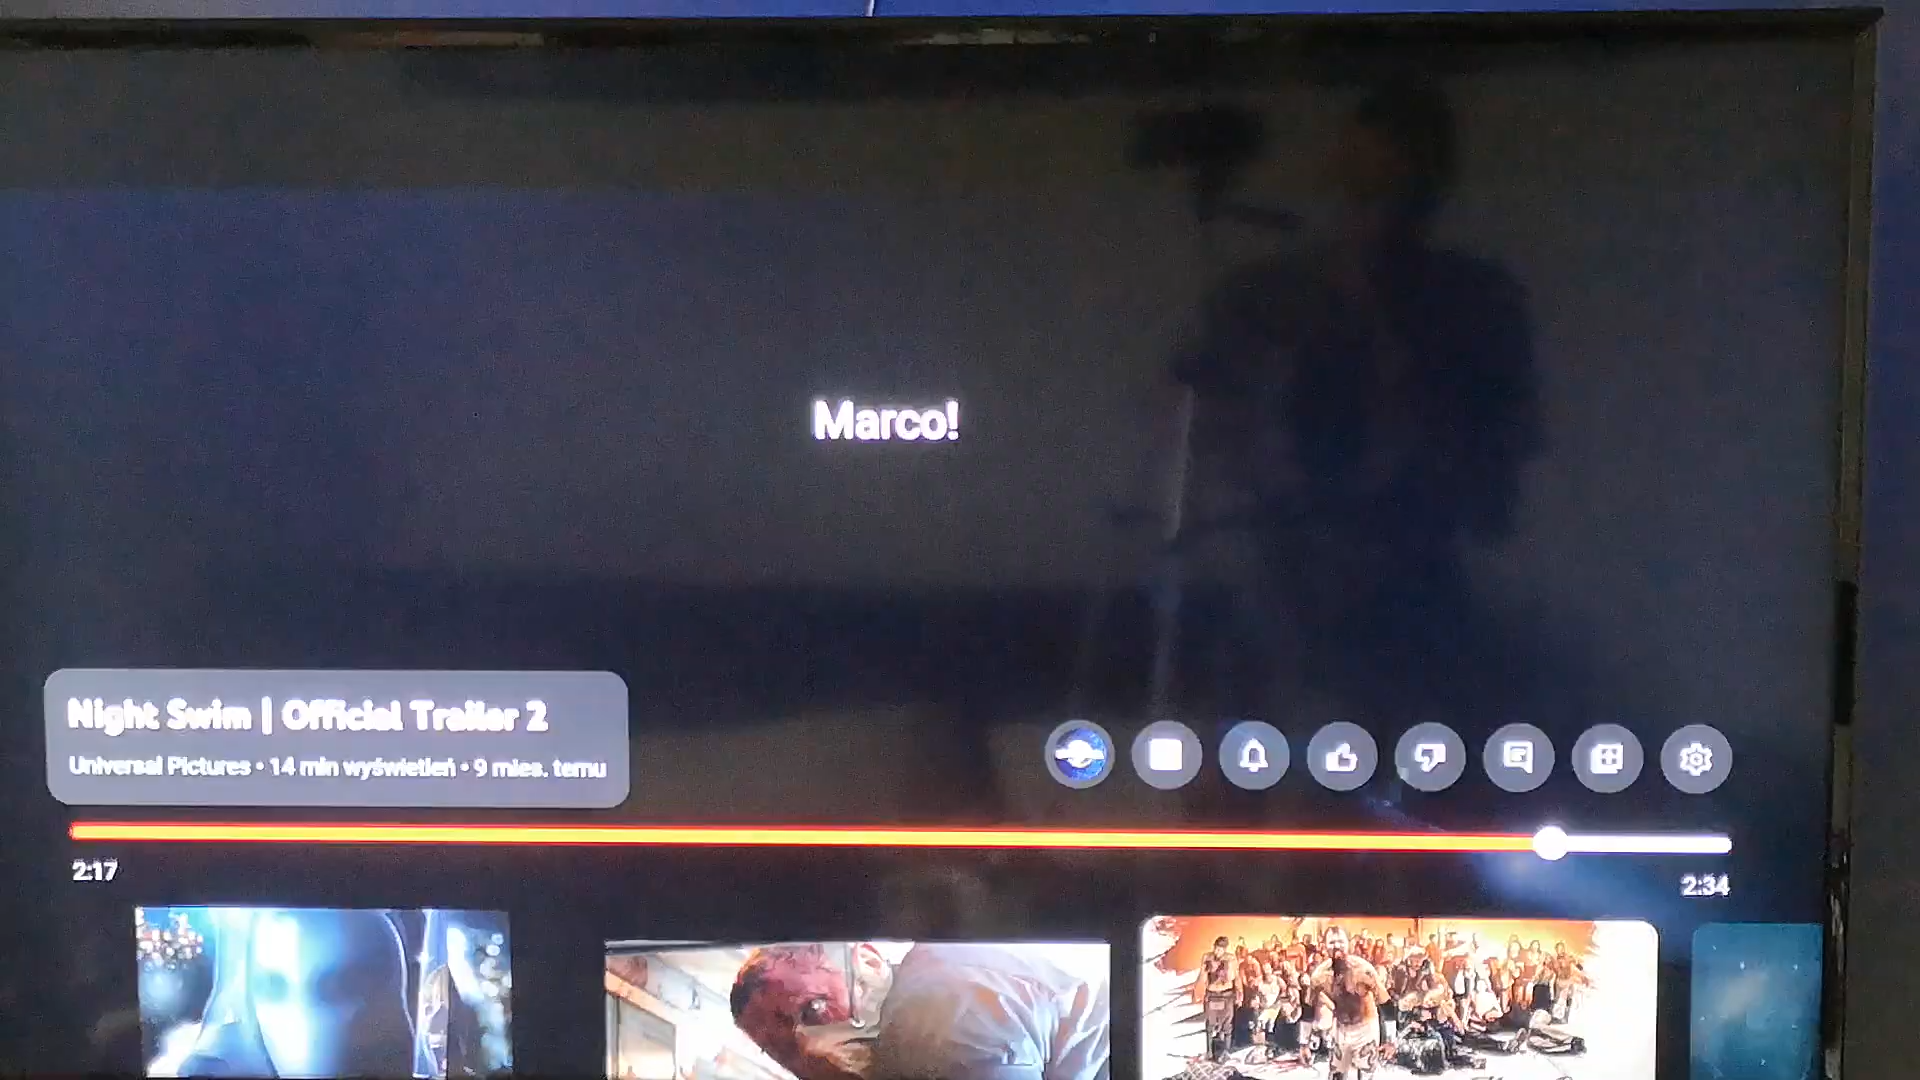 Marco!
Night Swim | Official Trailer 2
Universal Pictures • 14 mln wyświetleń • 9 mies. temu
2:17
2:34